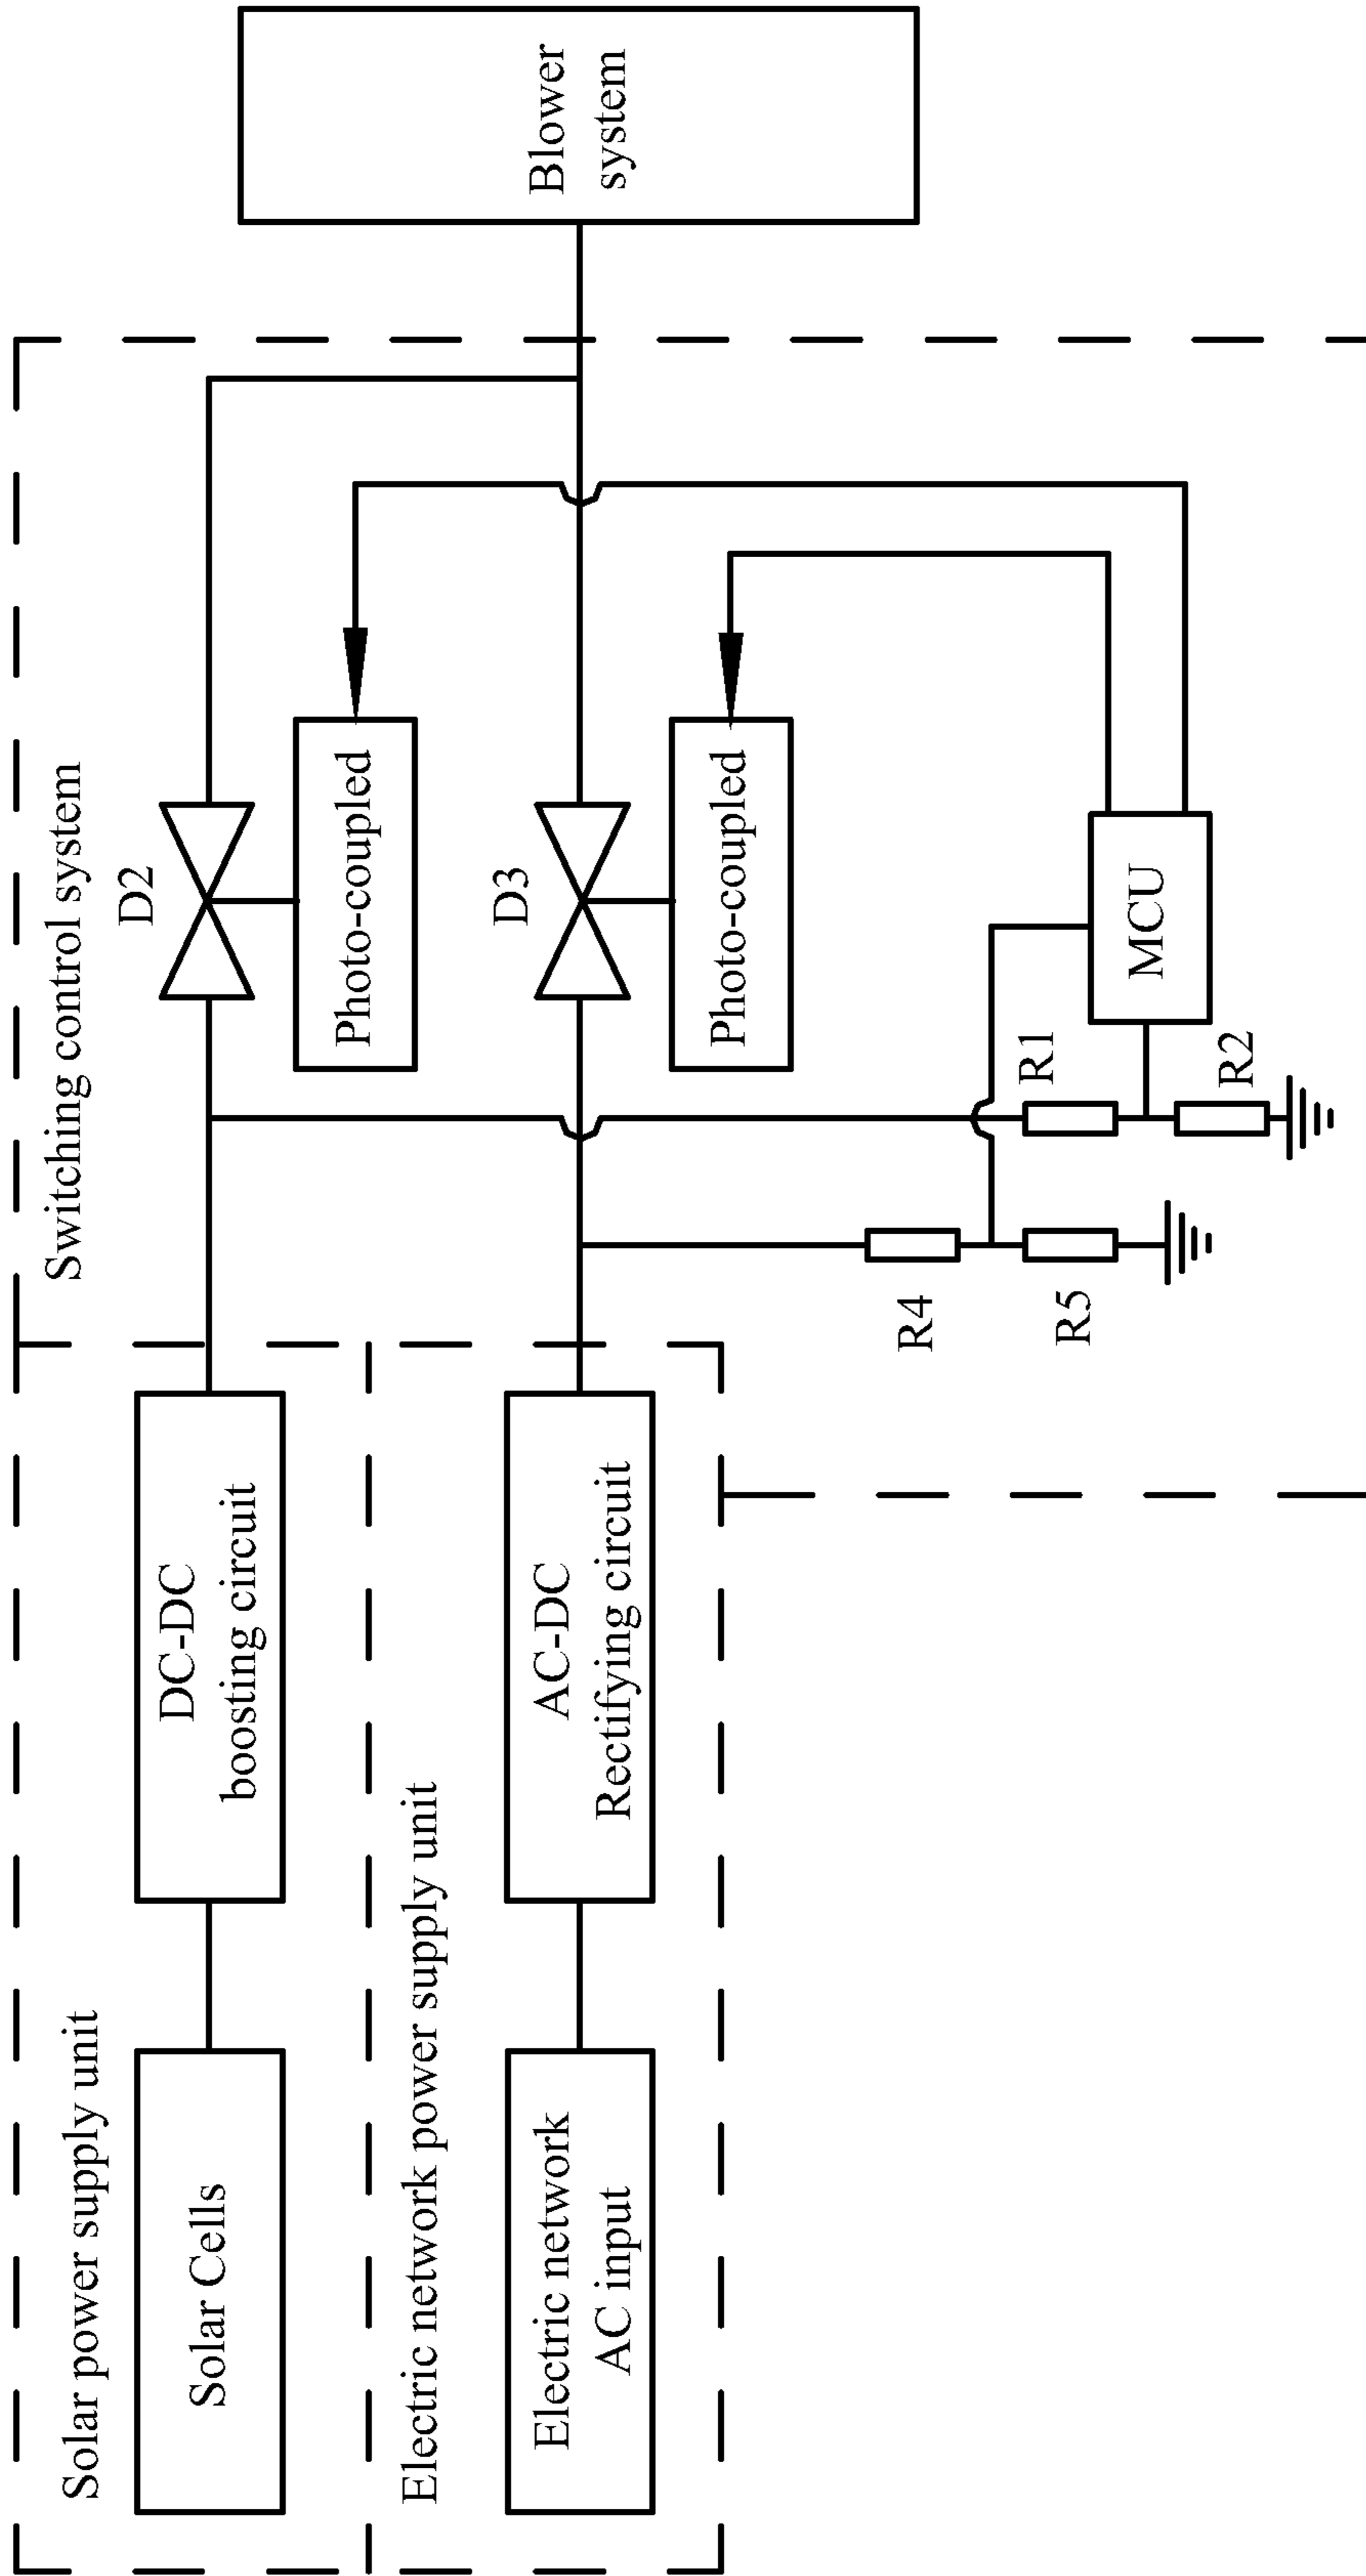 Solar power supply unit
Solar Cells
DC-DC
boosting circuit
Electric network power supply unit
Electric network
AC input
AC-DC
Rectifying circuit
Switching control system
D2
Photo-coupled
D3
Photo-coupled
R4
R5
R1
R2
MCU
Blower
system